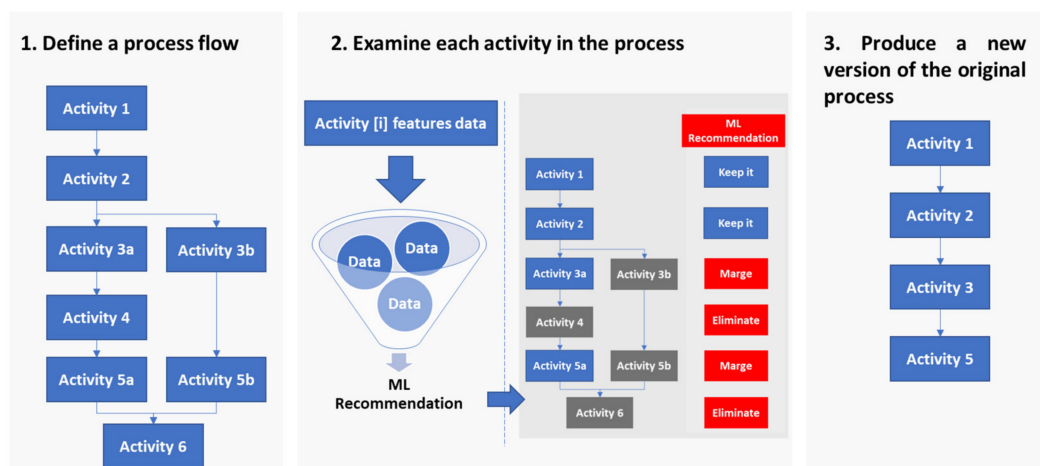 1. Define a process flow
Activity 1
Activity 2
Activity 3a
Activity 3b
Activity 4
Activity 5a
Activity 5b
Activity 6
2. Examine each activity in the process
Activity [i] features data
Data
Data
Data
ML
Recommendation
ML
Recommendation
Activity 1
Keep it
Activity 2
Keep it
Activity 3a
Activity 3b
Marge
Activity 4
Eliminate
Activity 5a
Activity 5b
Marge
Activity 6
Eliminate
3. Produce a new
version of the original
process
Activity 1
Activity 2
Activity 3
Activity 5